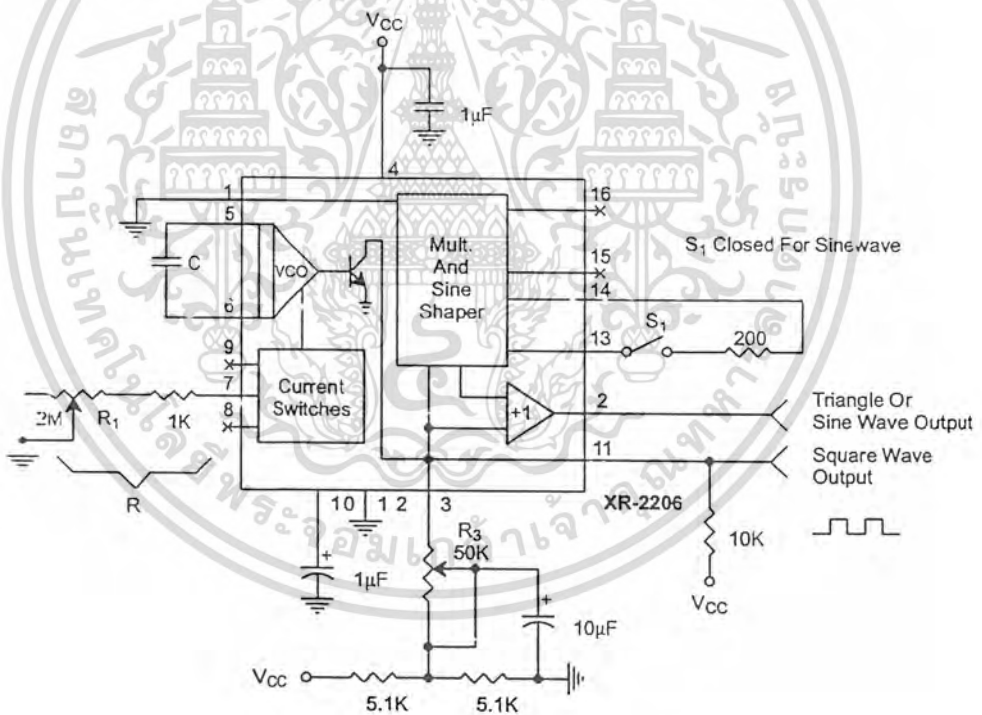 VCC
1µF
4
1
16
5
Mult.
And
Sine
Shaper
S1 Closed For Sinewave
15
C
VCO
14
6
13
S1
200
9
Current
Switches
7
8
2M
R1
1K
+1
2
Triangle Or
Sine Wave Output
11
Square Wave
Output
R
10
1 2
3
XR-2206
R3
50K
10K
1µF
VCC
10µF
VCC
5.1K
5.1K